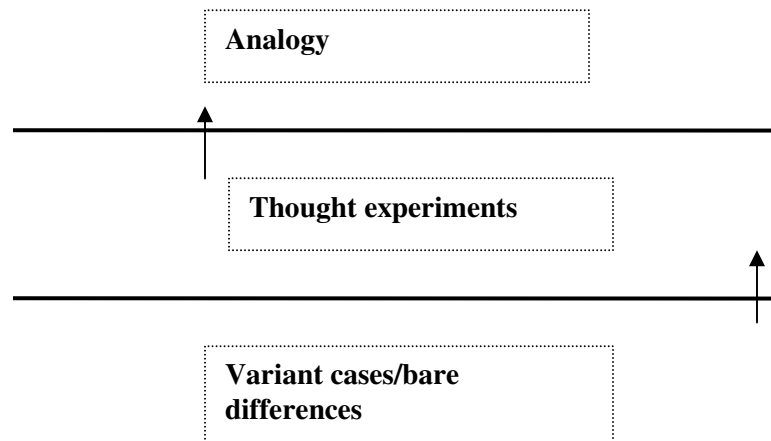 Analogy
Thought experiments
Variant cases/bare
differences